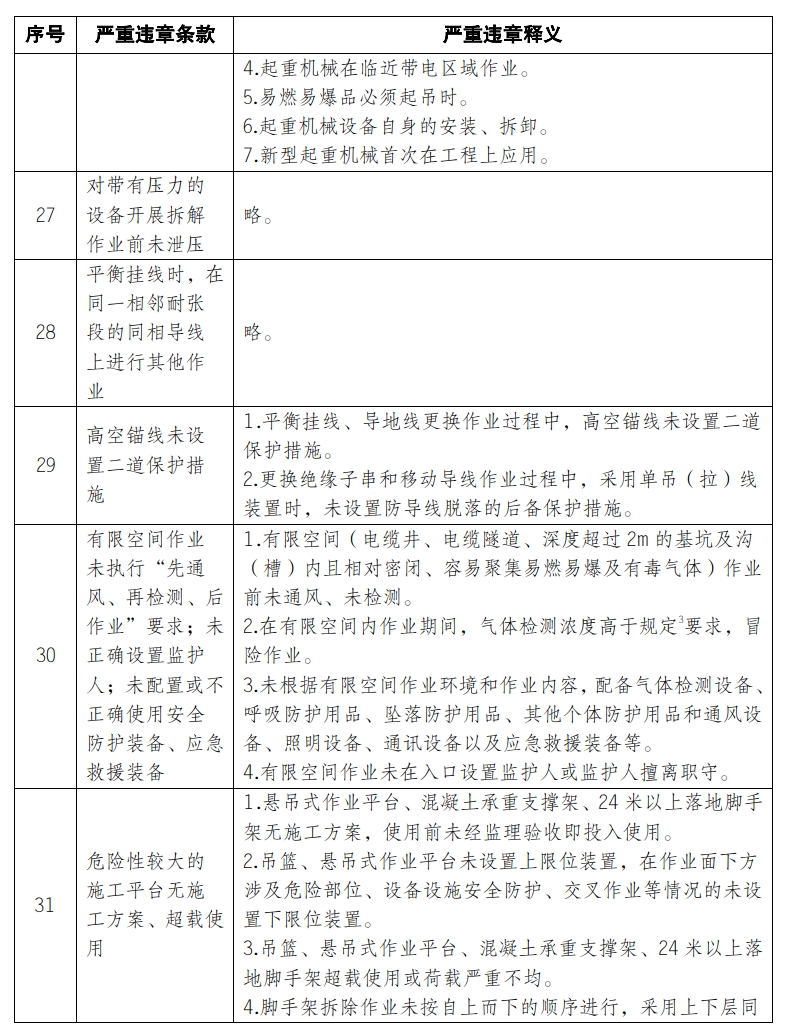 序号 严重违章条款 严重违章释义
4.起重机械在临近带电区域作业。
5.易燃易爆品必须起吊时。
6.起重机械设备自身的安装、拆卸。
7.新型起重机械首次在工程上应用。
27
对带有压力的
设备开展拆解
作业前未泄压
略。
28
平衡挂线时，在
同一相邻耐张
段的同相导线
上进行其他作
业
略。
29
高空锚线未设
置二道保护措
施
1.平衡挂线、导地线更换作业过程中，高空锚线未设置二道
保护措施。
2.更换绝缘子串和移动导线作业过程中，采用单吊（拉）线
装置时，未设置防导线脱落的后备保护措施。
30
有限空间作业
未执行“先通
风、再检测、后
作业”要求；未
正确设置监护
人；未配置或不
正确使用安全
防护装备、应急
救援装备
1.有限空间（电缆井、电缆隧道、深度超过 2m 的基坑及沟
（槽）内且相对密闭、容易聚集易燃易爆及有毒气体）作业
前未通风、未检测。
2.在有限空间内作业期间，气体检测浓度高于规定³要求，冒
险作业。
3.未根据有限空间作业环境和作业内容，配备气体检测设备、
呼吸防护用品、坠落防护用品、其他个体防护用品和通风设
备、照明设备、通讯设备以及应急救援装备等。
4.有限空间作业未在入口设置监护人或监护人擅离职守。
31
危险性较大的
施工平台无施
工方案、超载使
用
1.悬吊式作业平台、混凝土承重支撑架、24 米以上落地脚手
架无施工方案，使用前未经监理验收即投入使用。
2.吊篮、悬吊式作业平台未设置上限位装置，在作业面下方
涉及危险部位、设备设施安全防护、交叉作业等情况的未设
置下限位装置。
3.吊篮、悬吊式作业平台、混凝土承重支撑架、24 米以上落
地脚手架超载使用或荷载严重不均。
4.脚手架拆除作业未按自上而下的顺序进行，采用上下层同